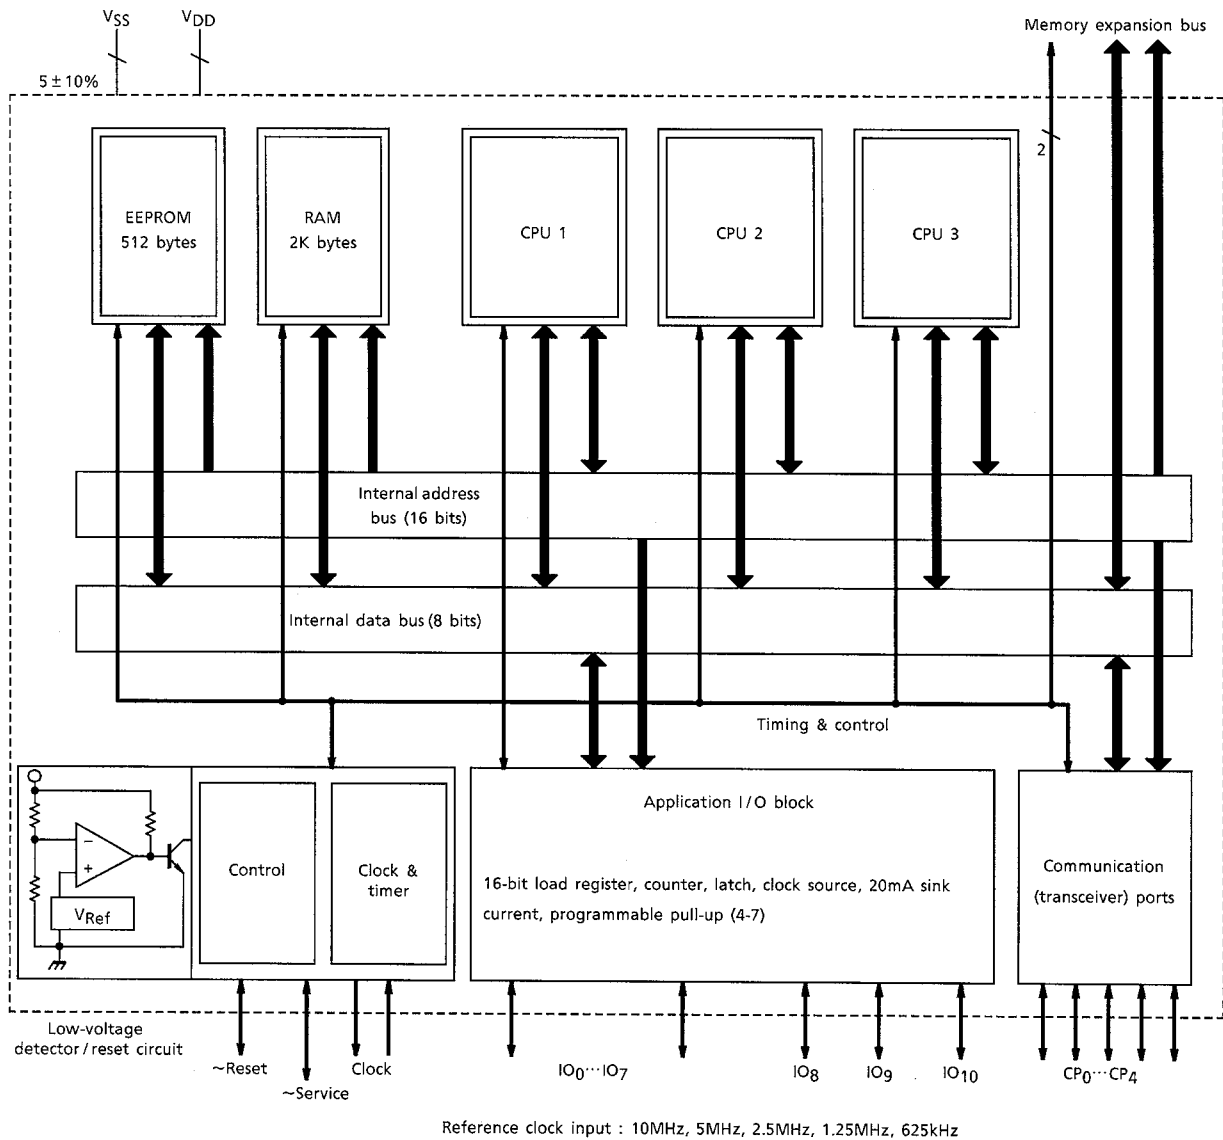 VSS
VDD
Memory expansion bus
5±10%
2
EEPROM
512 bytes
RAM
2K bytes
CPU 1
CPU 2
CPU 3
Internal address
bus (16 bits)
Internal data bus (8 bits)
Timing & control
VRef
Control
Clock &
timer
Application I/O block
16-bit load register, counter, latch, clock source, 20mA sink
current, programmable pull-up (4-7)
Communication
(transceiver) ports
Low-voltage
detector/reset circuit
~Reset
~Service
Clock
IO0···IO7
IO8
IO9
IO10
CP0···CP4
Reference clock input : 10MHz, 5MHz, 2.5MHz, 1.25MHz, 625kHz